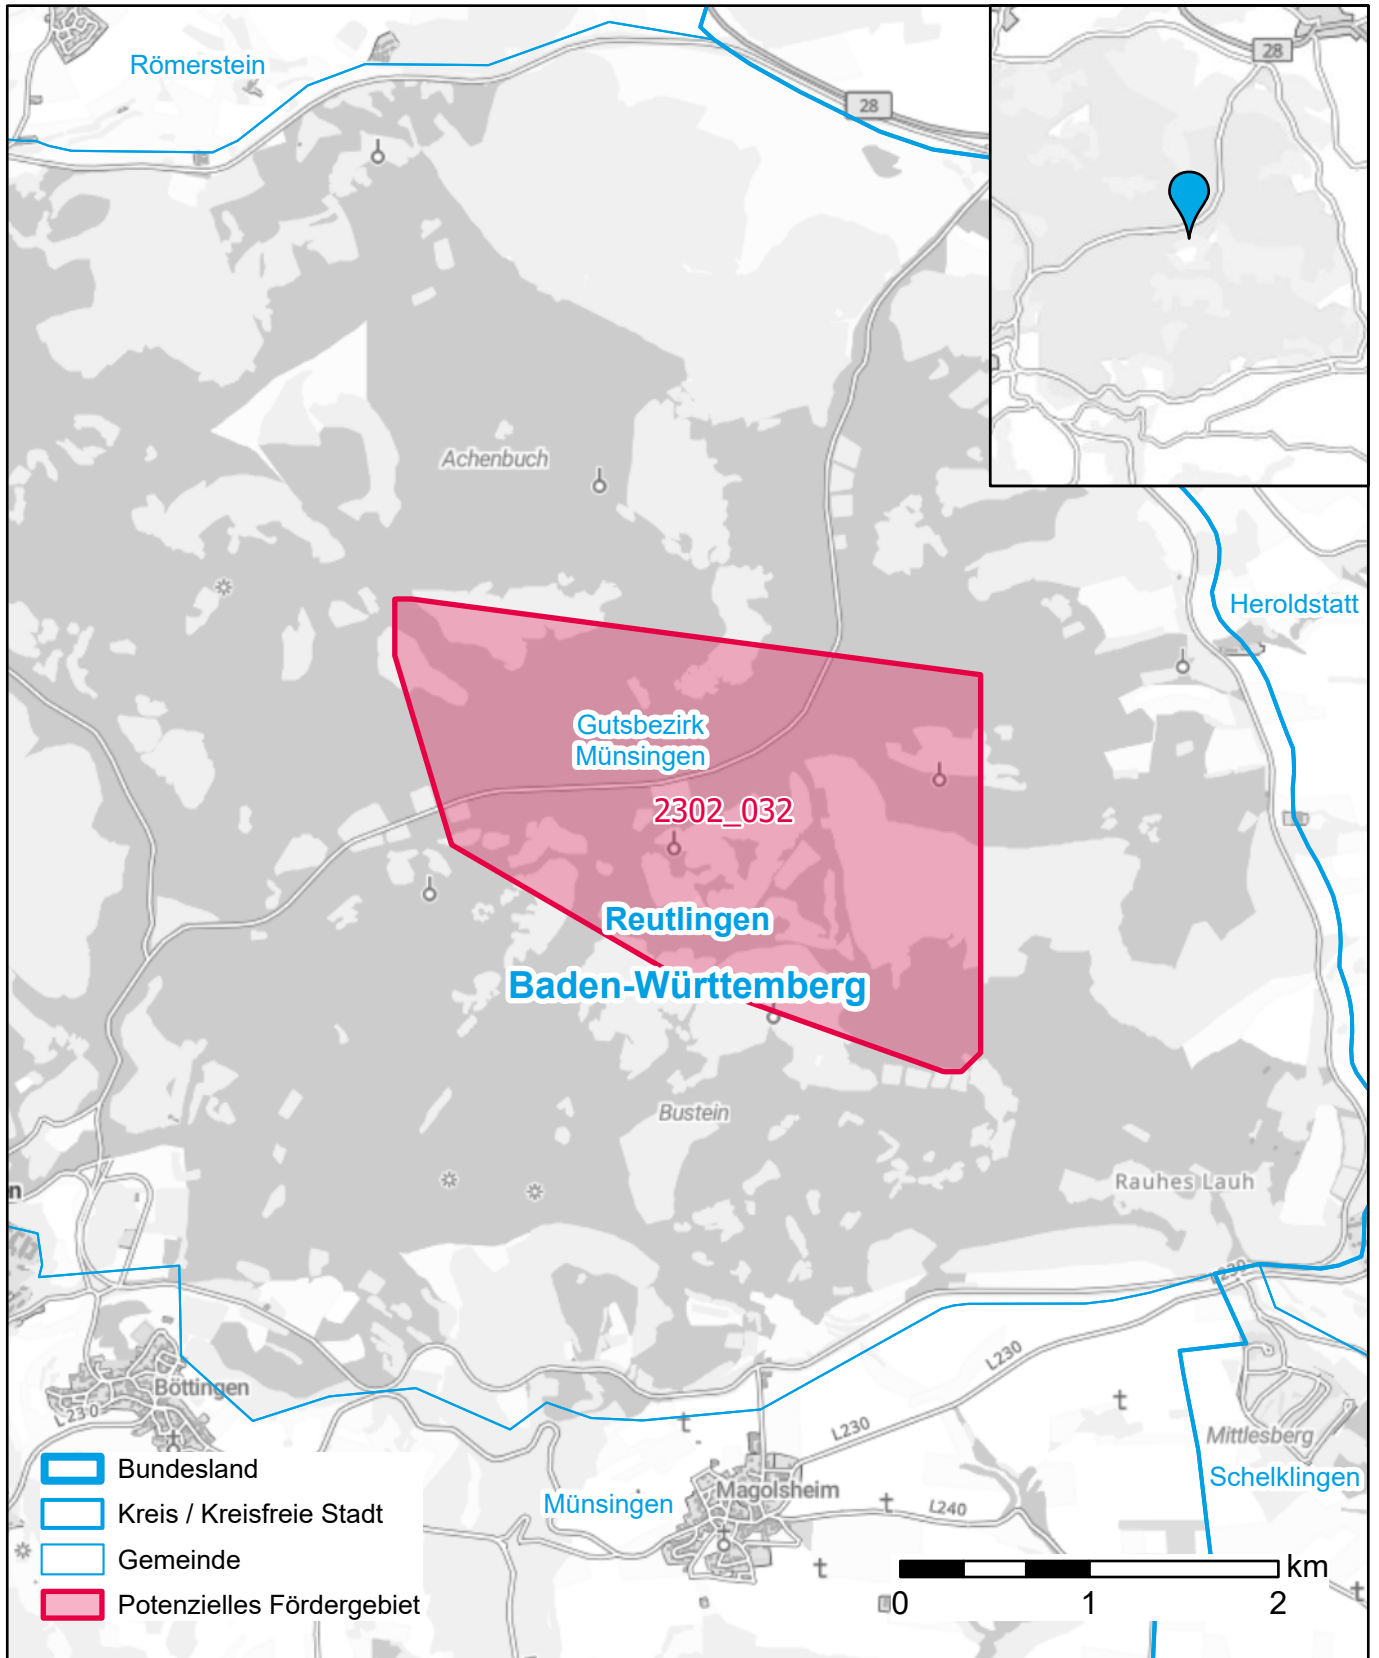 Römerstein
28
28
Achenbuch
Heroldstatt
Gutsbezirk
Münsingen
2302_032
Reutlingen
Baden-Württemberg
Bustein
Rauhes Lauh
n
L230
L230
Böttingen
L230
L230
Mittlesberg
Schelklingen
Magolsheim
Münsingen
L240
Bundesland
Kreis / Kreisfreie Stadt
Gemeinde
Potenzielles Fördergebiet
km
0 1 2